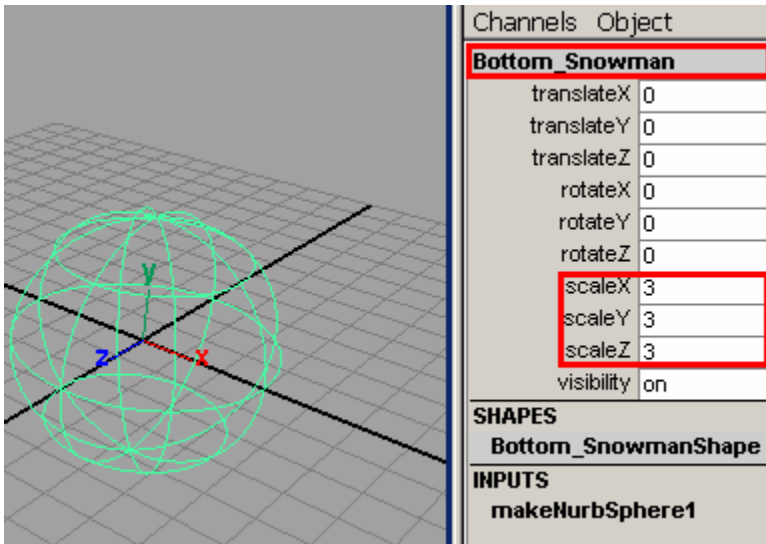 Channels Object
Bottom_Snowman
translateX 0
translateY 0
translateZ 0
rotateX 0
rotateY 0
rotateZ 0
scaleX 3
scaleY 3
scaleZ 3
visibility on
SHAPES
Bottom_SnowmanShape
INPUTS
makeNurbSphere1
y
z
x